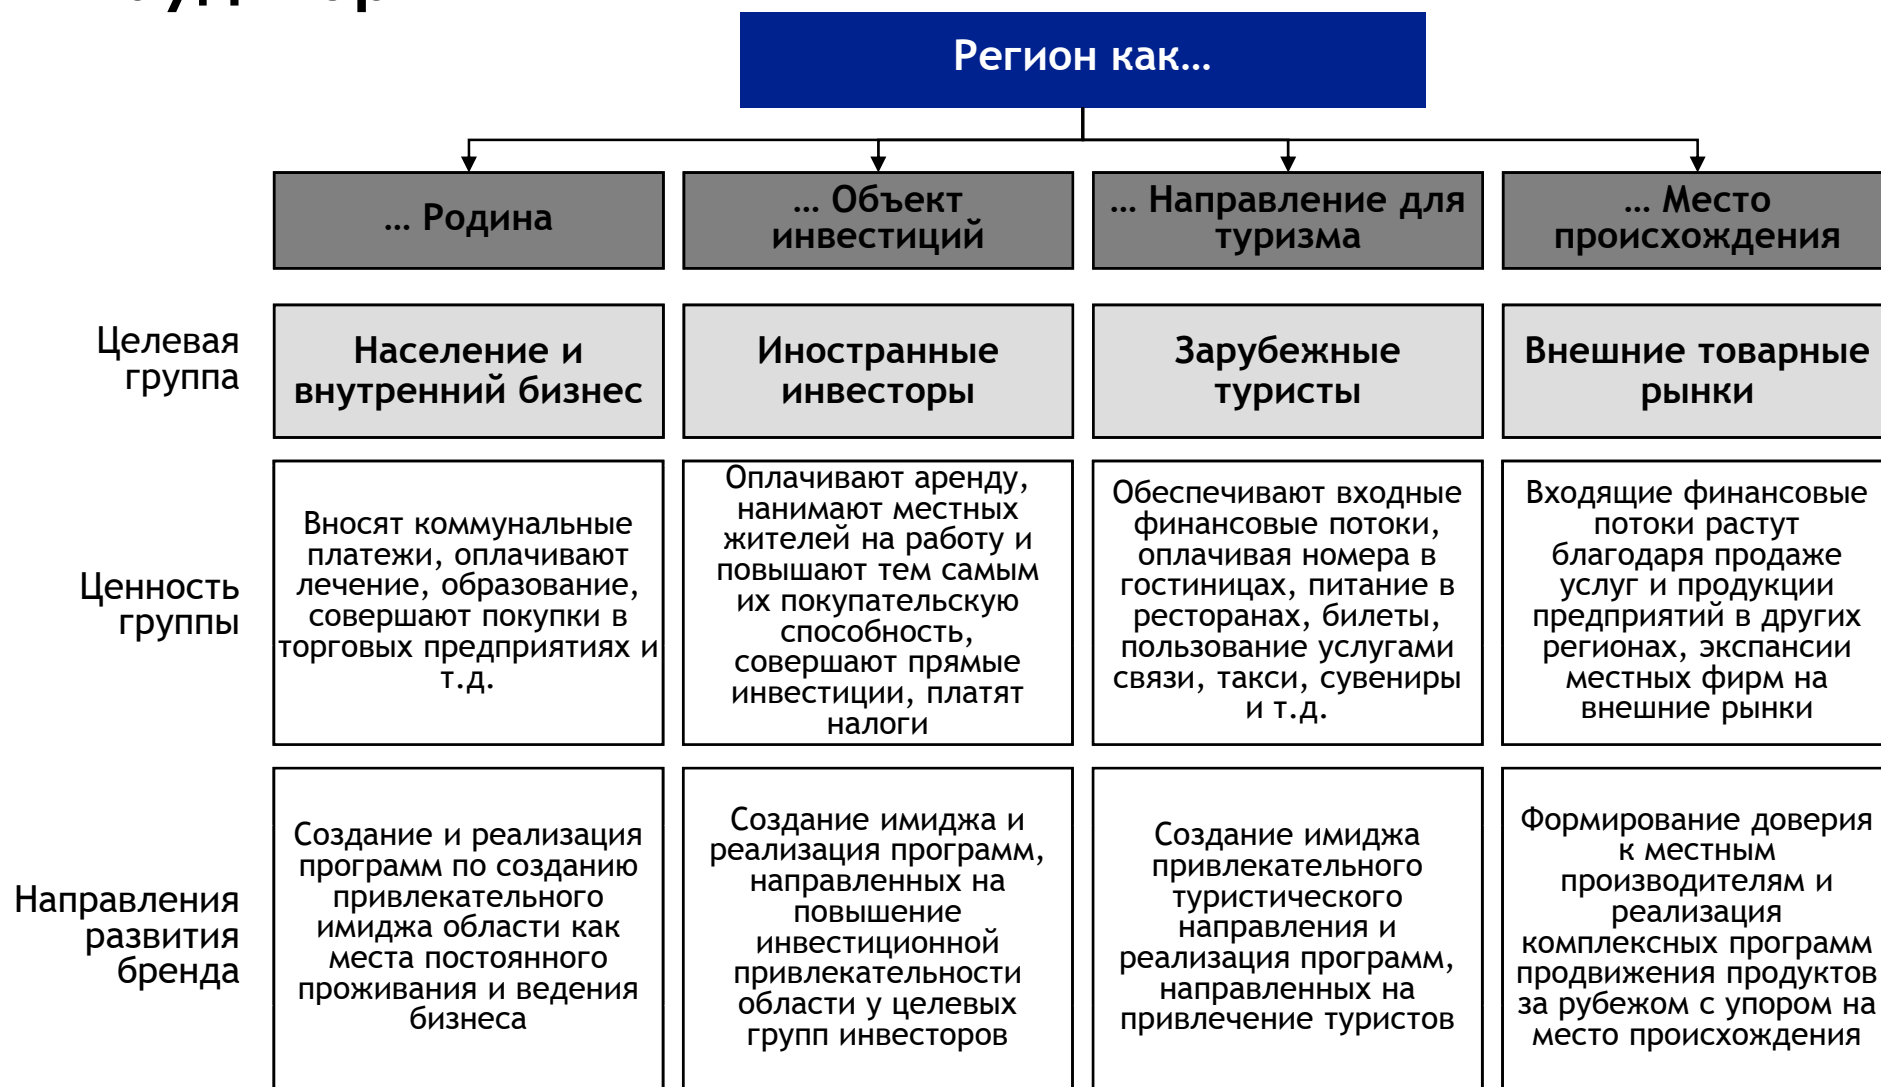 Регион как…
… Родина
… Объект
инвестиций
… Направление для
туризма
… Место
происхождения
Целевая
группа
Население и
внутренний бизнес
Иностранные
инвесторы
Зарубежные
туристы
Внешние товарные
рынки
Ценность
группы
Вносят коммунальные
платежи, оплачивают
лечение, образование,
совершают покупки в
торговых предприятиях и
т.д.
Оплачивают аренду,
нанимают местных
жителей на работу и
повышают тем самым
их покупательскую
способность,
совершают прямые
инвестиции, платят
налоги
Обеспечивают входные
финансовые потоки,
оплачивая номера в
гостиницах, питание в
ресторанах, билеты,
пользование услугами
связи, такси, сувениры
и т.д.
Входящие финансовые
потоки растут
благодаря продаже
услуг и продукции
предприятий в других
регионах, экспансии
местных фирм на
внешние рынки
Направления
развития
бренда
Создание и реализация
программ по созданию
привлекательного
имиджа области как
места постоянного
проживания и ведения
бизнеса
Создание имиджа и
реализация программ,
направленных на
повышение
инвестиционной
привлекательности
области у целевых
групп инвесторов
Создание имиджа
привлекательного
туристического
направления и
реализация программ,
направленных на
привлечение туристов
Формирование доверия
к местным
производителям и
реализация
комплексных программ
продвижения продуктов
за рубежом с упором на
место происхождения